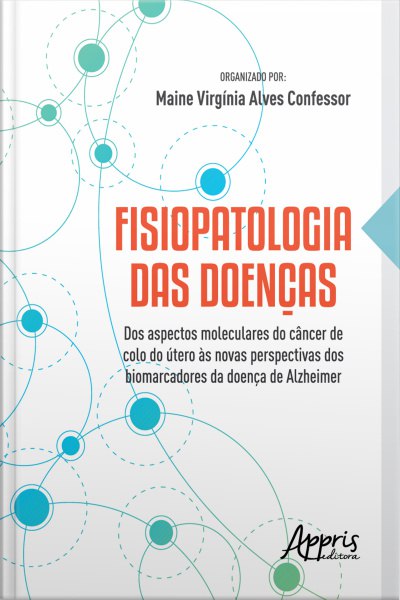 ORGANIZADO POR:
Maine Virgínia Alves Confessor
FISIOPATOLOGIA
DAS DOENÇAS
Dos aspectos moleculares do câncer de
colo do útero às novas perspectivas dos
biomarcadores da doença de Alzheimer
Appris
editora